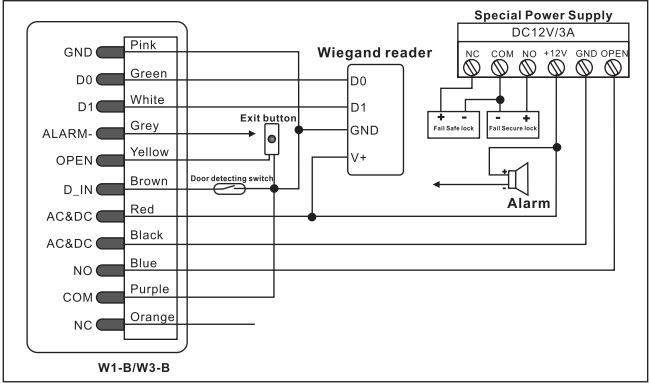 Special Power Supply
DC12V/3A
NC COM NO +12V GND OPEN
GND Pink
D0 Green
D1 White
ALARM- Grey
OPEN Yellow
D_IN Brown
AC&DC Red
AC&DC Black
NO Blue
COM Purple
NC Orange
W1-B/W3-B
Exit button
Door detecting switch
Wiegand reader
D0
D1
GND
V+
+ -
Fail Safe lock
- +
Fail Secure lock
+
-
Alarm